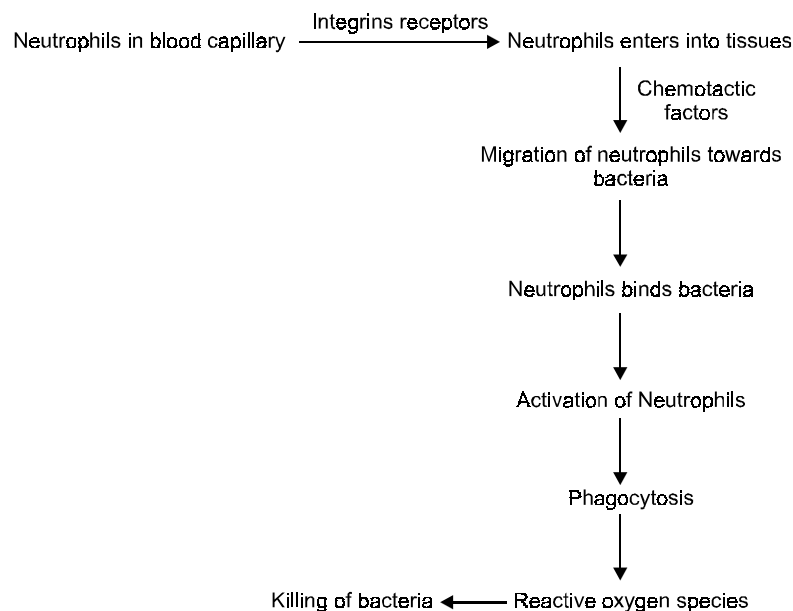 Integrins receptors
Neutrophils in blood capillary
Neutrophils enters into tissues
Chemotactic
factors
Migration of neutrophils towards
bacteria
Neutrophils binds bacteria
Activation of Neutrophils
Phagocytosis
Reactive oxygen species
Killing of bacteria